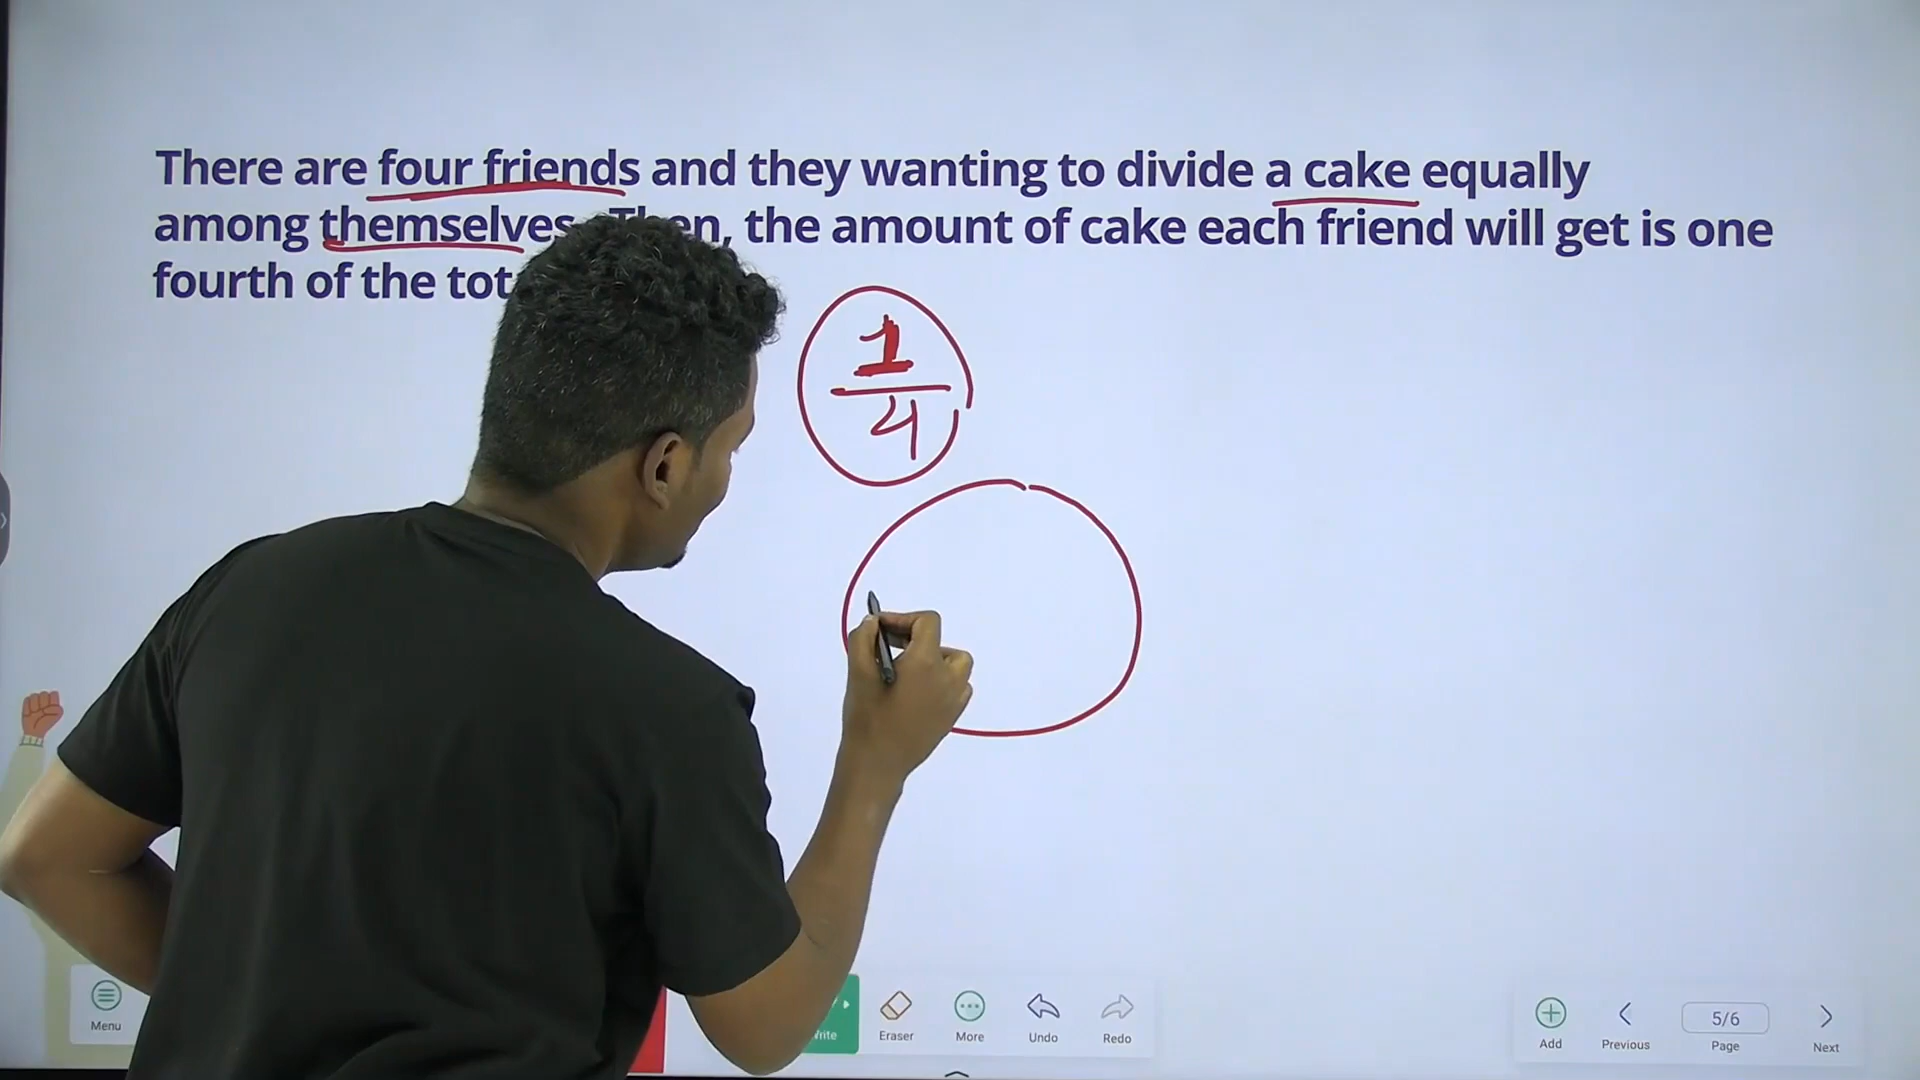 There are four friends and they wanting to divide a cake equally
among themselves Then, the amount of cake each friend will get is one
fourth of the
1
4
Menu
Eraser
More
Undo
Redo
Add
Previous
5/6
Page
Next